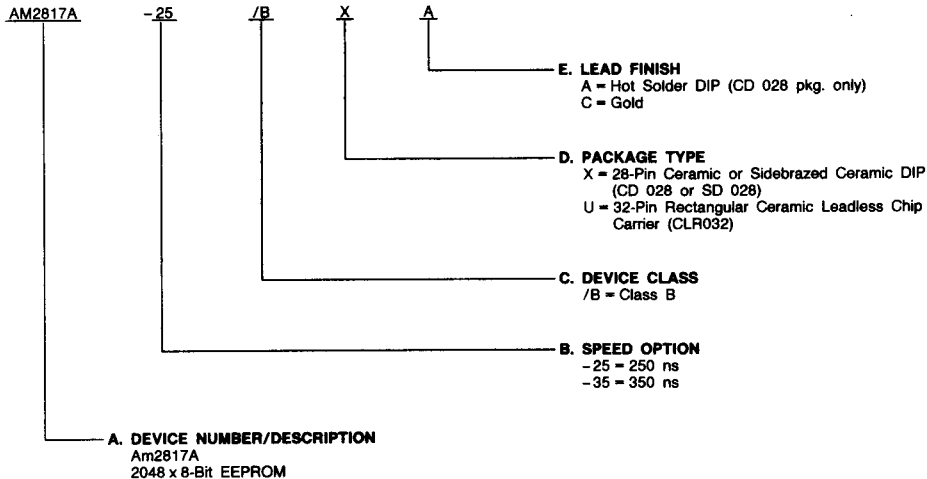 AM2817A -25 /B X A
E. LEAD FINISH
A = Hot Solder DIP (CD 028 pkg. only)
C = Gold
D. PACKAGE TYPE
X = 28-Pin Ceramic or Sidebrazed Ceramic DIP
(CD 028 or SD 028)
U = 32-Pin Rectangular Ceramic Leadless Chip
Carrier (CLR032)
C. DEVICE CLASS
/B = Class B
B. SPEED OPTION
-25 = 250 ns
-35 = 350 ns
A. DEVICE NUMBER/DESCRIPTION
Am2817A
2048 x 8-Bit EEPROM